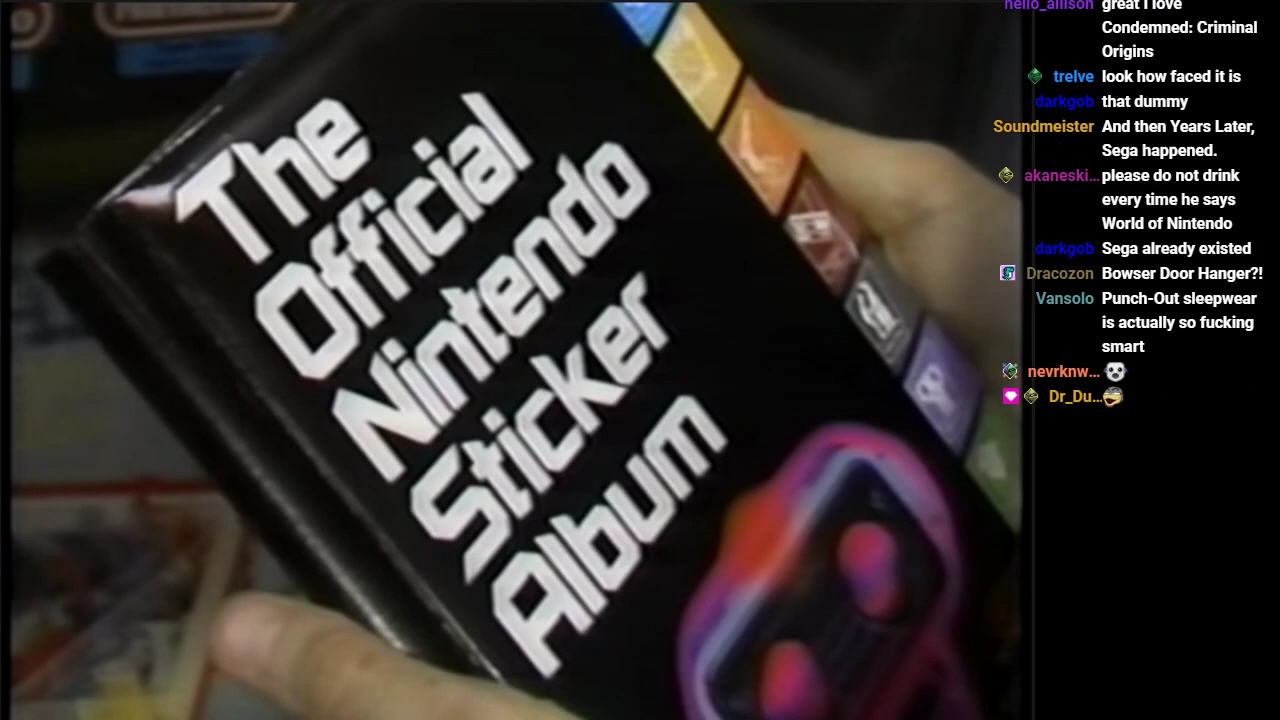 The
Official
Nintendo
Sticker
Album
hello_allison great I love
Condemned: Criminal
Origins
trelve look how faced it is
darkgob that dummy
Soundmeister And then Years Later,
Sega happened.
akaneski... please do not drink
every time he says
World of Nintendo
darkgob Sega already existed
Dracozon Bowser Door Hanger?!
Vansolo Punch-Out sleepwear
is actually so fucking
smart
nevrknw...
Dr_Du...